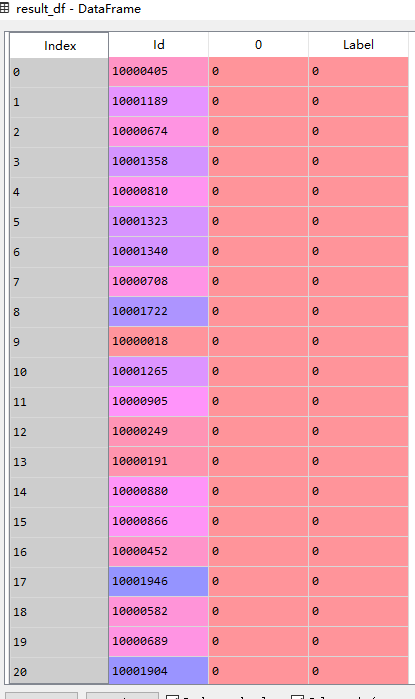 result_df - DataFrame
Index Id 0 Label
0 10000405 0 0
1 10001189 0 0
2 10000674 0 0
3 10001358 0 0
4 10000810 0 0
5 10001323 0 0
6 10001340 0 0
7 10000708 0 0
8 10001722 0 0
9 10000018 0 0
10 10001265 0 0
11 10000905 0 0
12 10000249 0 0
13 10000191 0 0
14 10000880 0 0
15 10000866 0 0
16 10000452 0 0
17 10001946 0 0
18 10000582 0 0
19 10000689 0 0
20 10001904 0 0